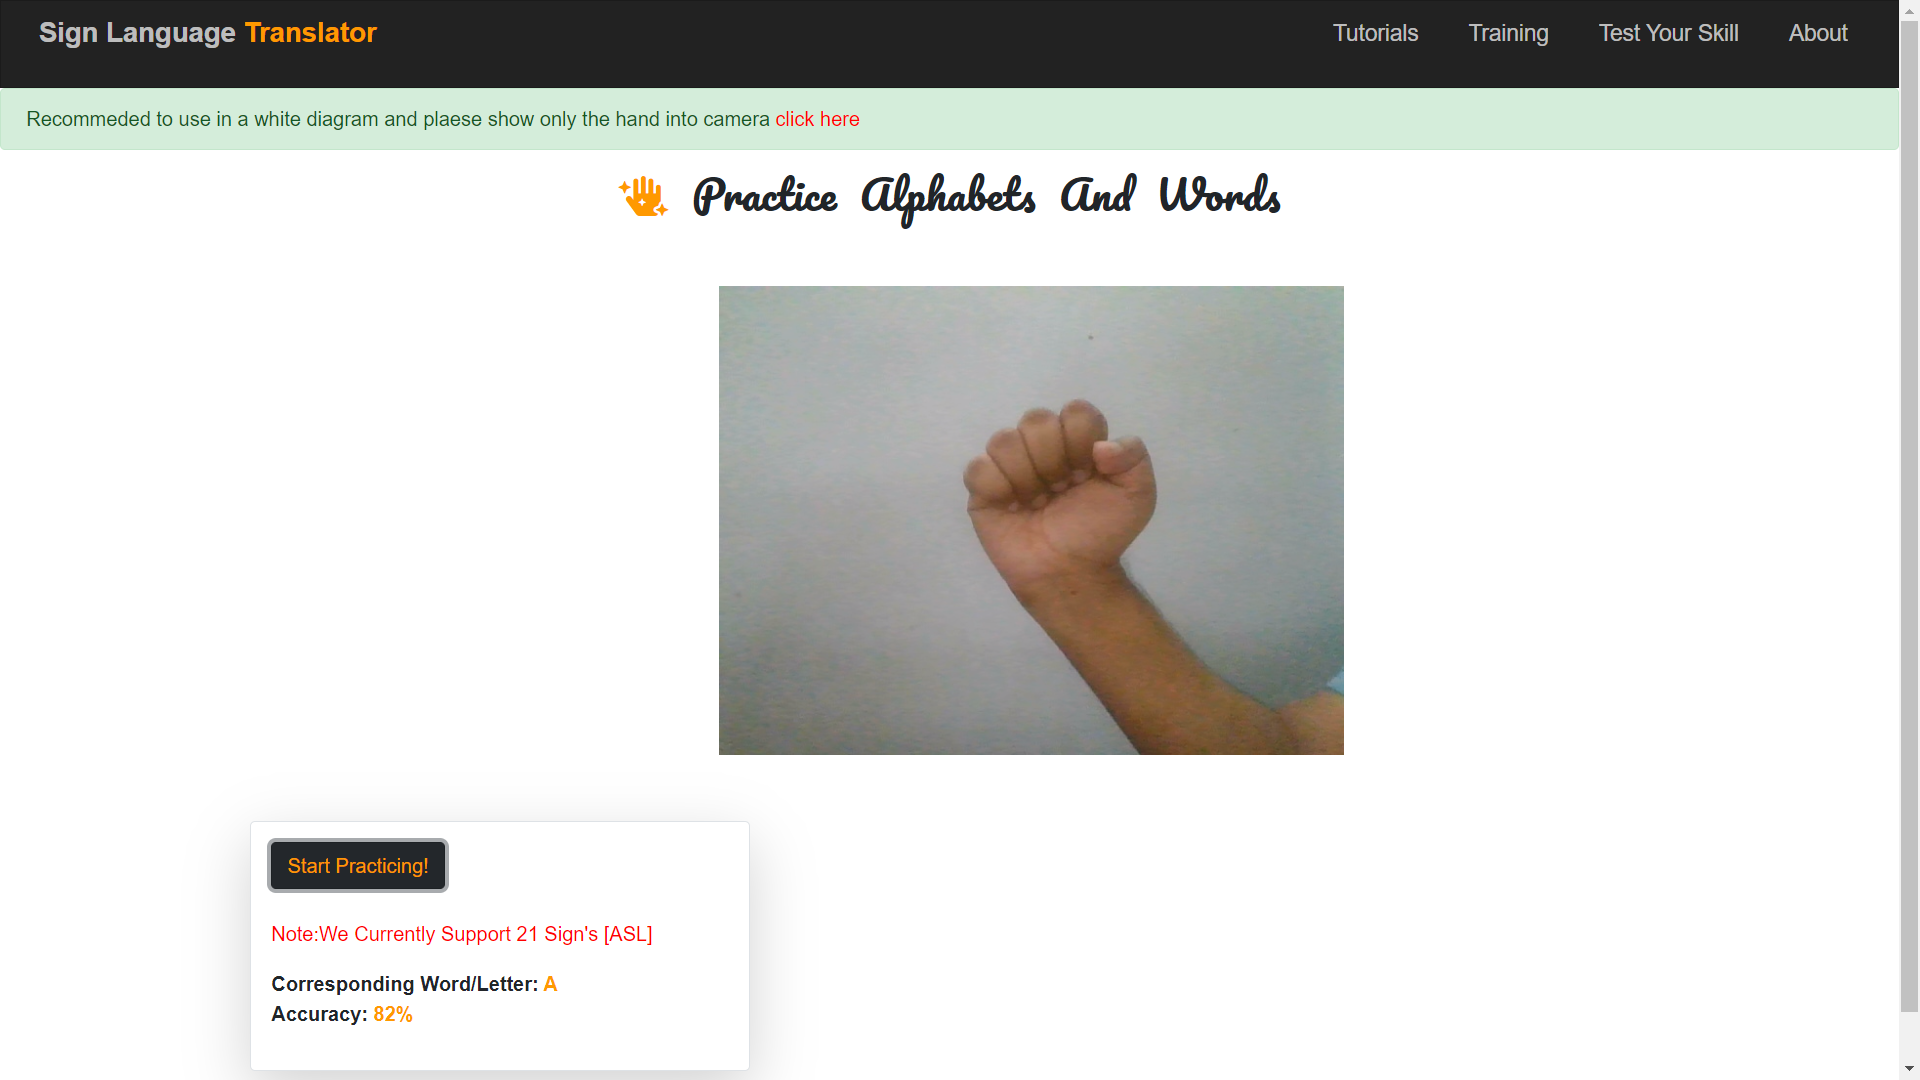 Sign Language Translator
Tutorials
Training
Test Your Skill
About
Recommeded to use in a white diagram and plaese show only the hand into camera click here
Practice Alphabets And Words
Start Practicing!
Note:We Currently Support 21 Sign's [ASL]
Corresponding Word/Letter: A
Accuracy: 82%